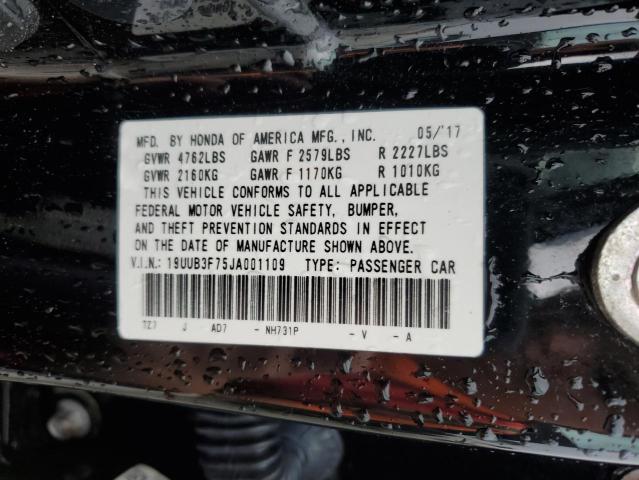 MFD. BY HONDA OF AMERICA MFG., INC. 05/'17
GVWR 4762LBS GAWR F 2579LBS R 2227LBS
GVWR 2160KG GAWR F 1170KG R 1010KG
THIS VEHICLE CONFORMS TO ALL APPLICABLE
FEDERAL MOTOR VEHICLE SAFETY, BUMPER,
AND THEFT PREVENTION STANDARDS IN EFFECT
ON THE DATE OF MANUFACTURE SHOWN ABOVE.
V.I.N.: 19UUB3F75JA001109 TYPE: PASSENGER CAR
TZ7 J AD7 - NH731P - V - A